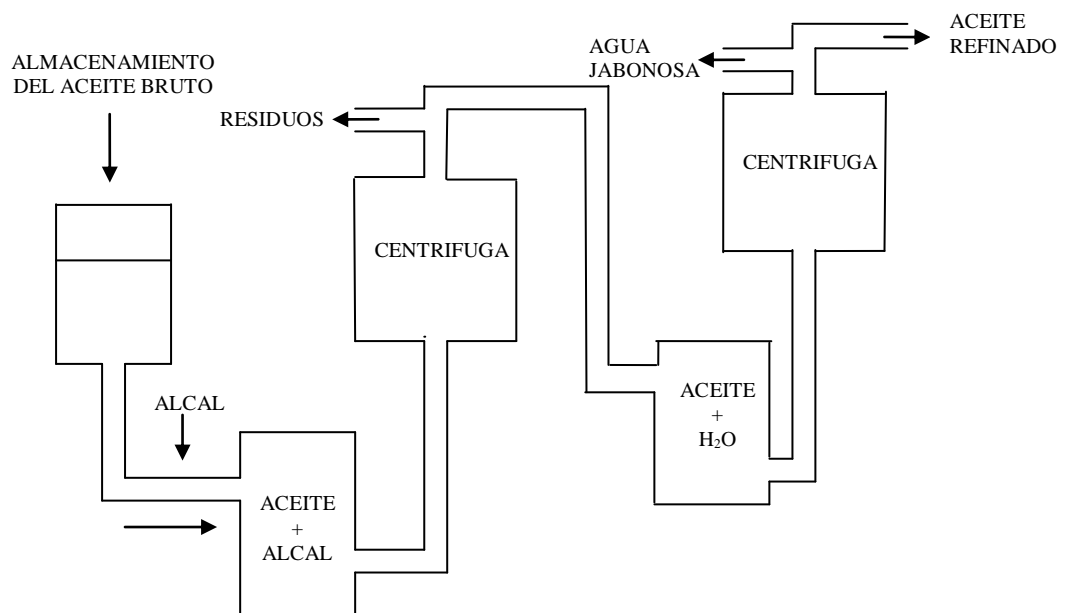 ALMACENAMIENTO
DEL ACEITE BRUTO
RESIDUOS
AGUA
JABONOSA
ACEITE
REFINADO
CENTRIFUGA
CENTRIFUGA
ALCAL
ACEITE
+
ALCAL
ACEITE
+
H₂O